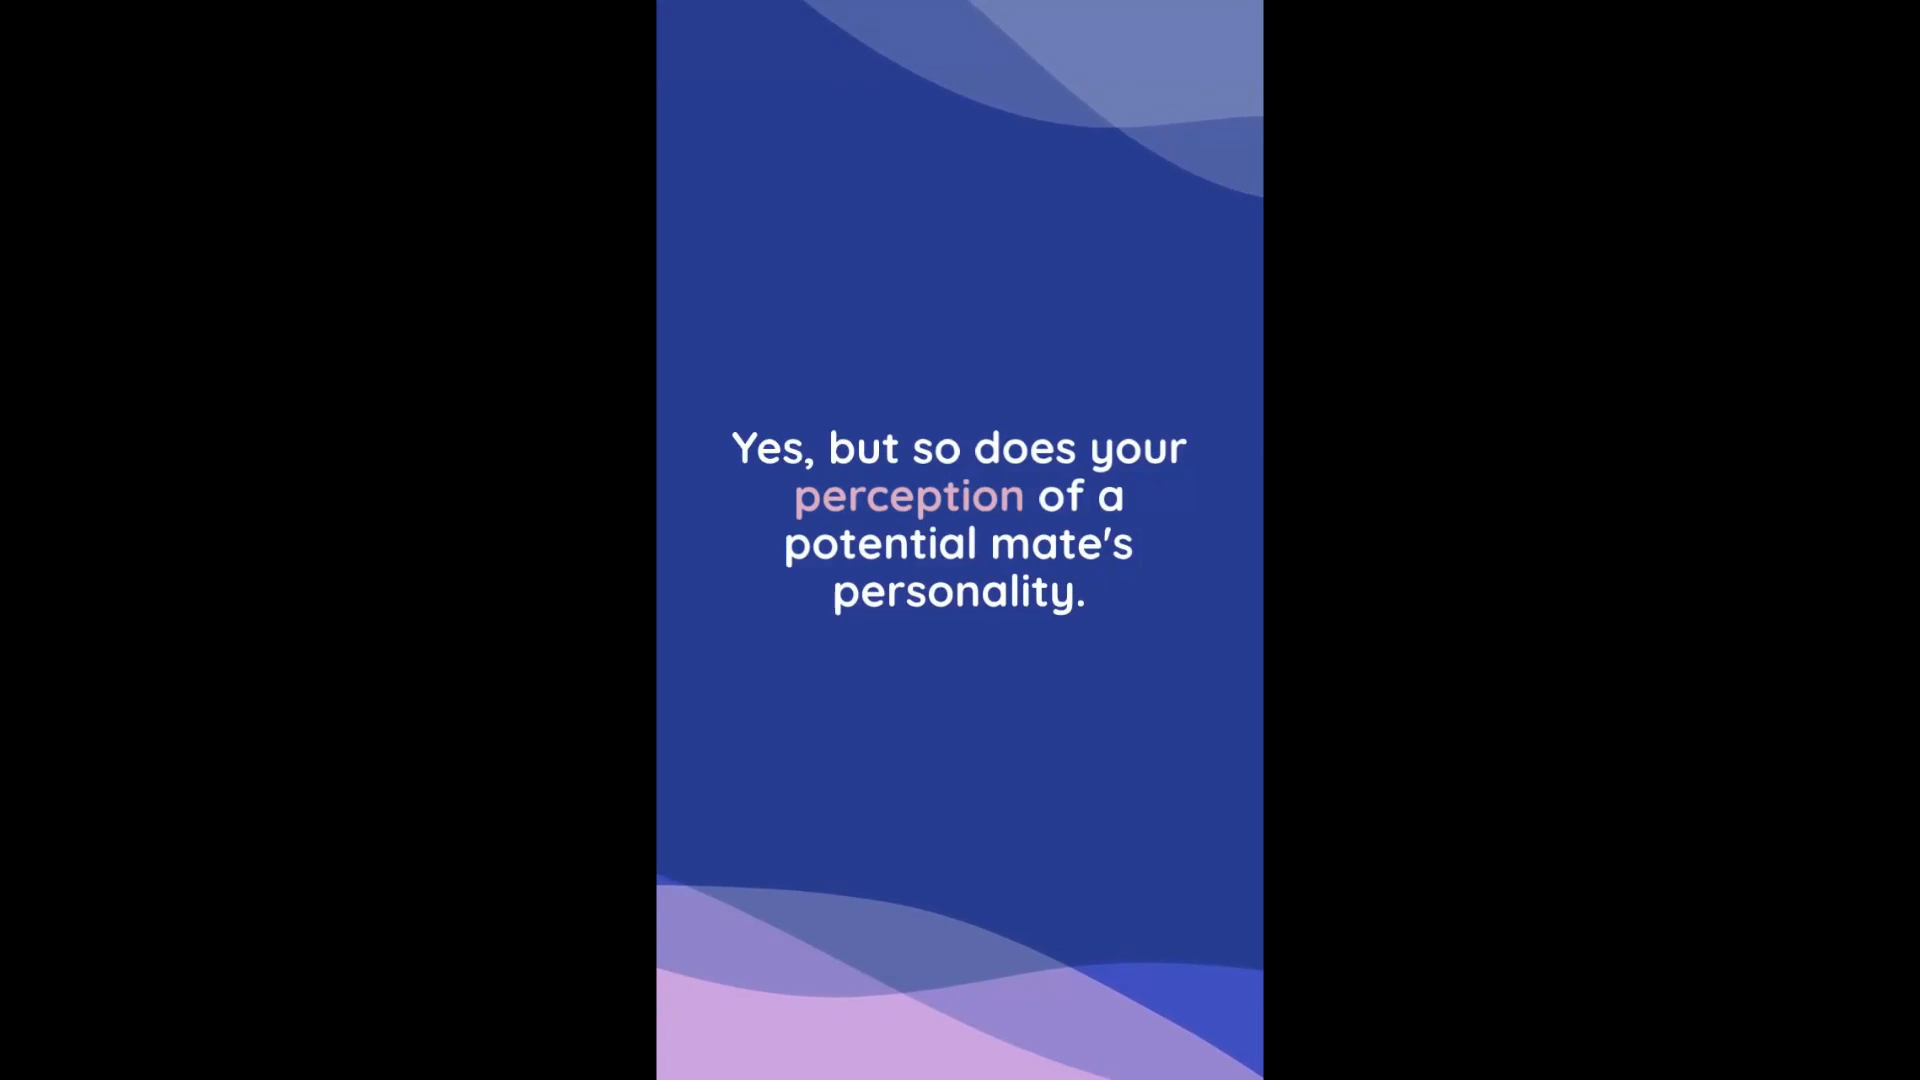 Yes, but so does your
perception of a
potential mate's
personality.